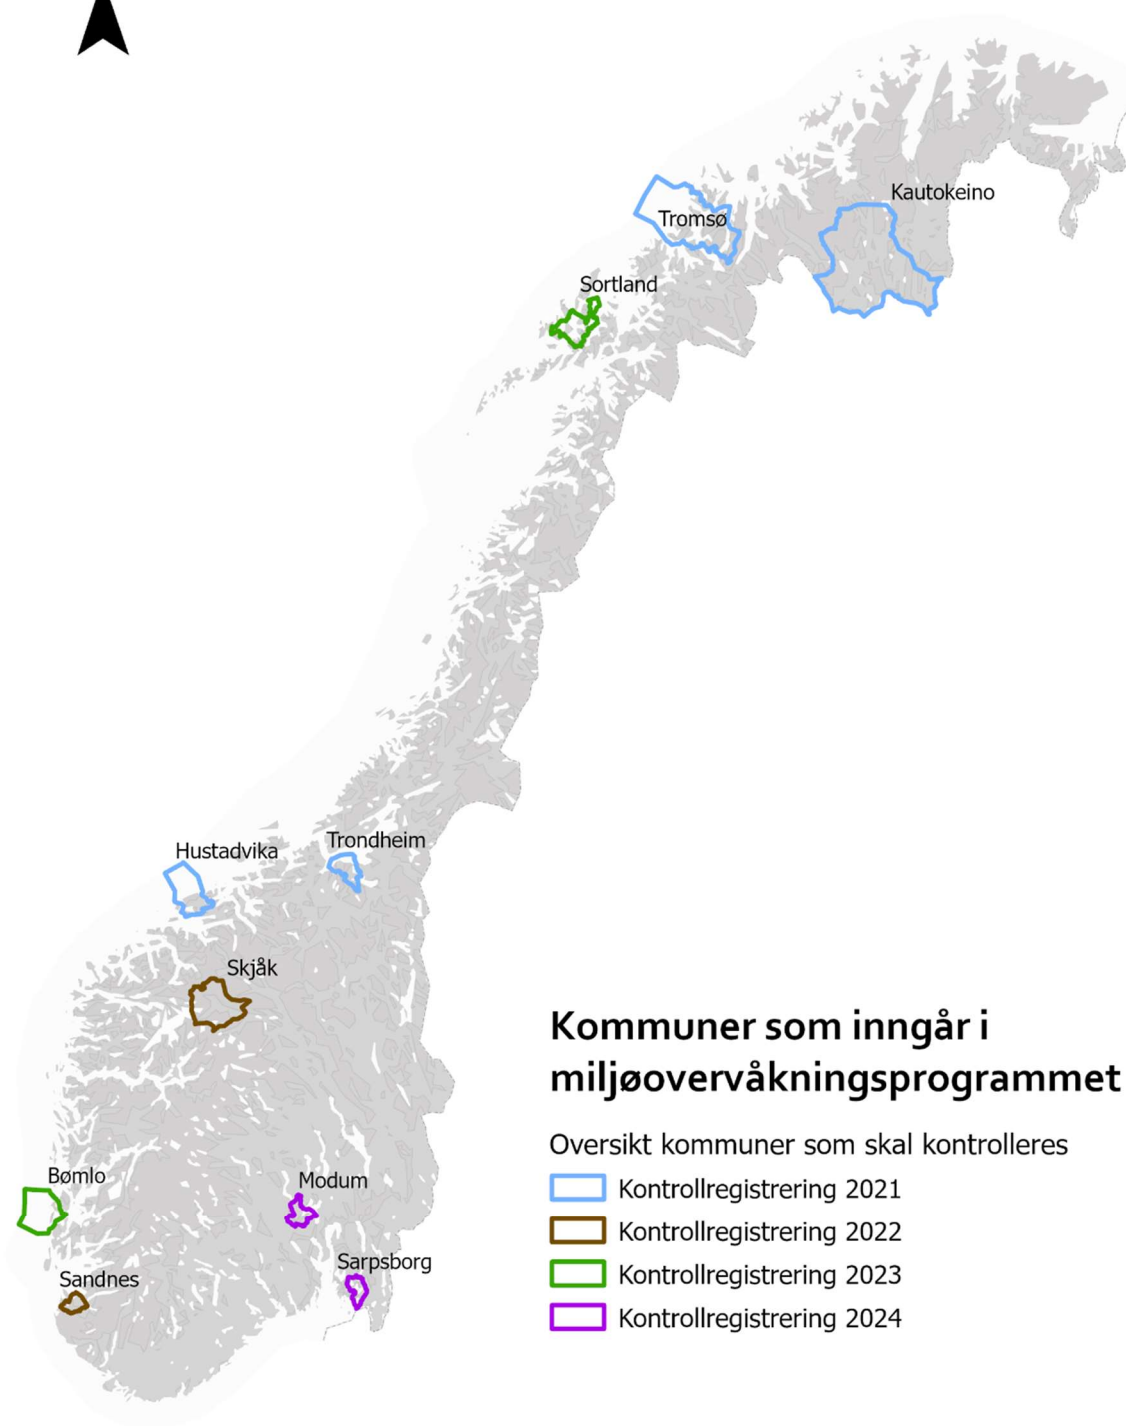 Kautokeino
Tromsø
Sortland
Trondheim
Hustadvika
Skjåk
Kommuner som inngår i
miljøovervåkningsprogrammet
Oversikt kommuner som skal kontrolleres
Bømlo
Modum
Kontrollregistrering 2021
Kontrollregistrering 2022
Sarpsborg
Kontrollregistrering 2023
Sandnes
Kontrollregistrering 2024